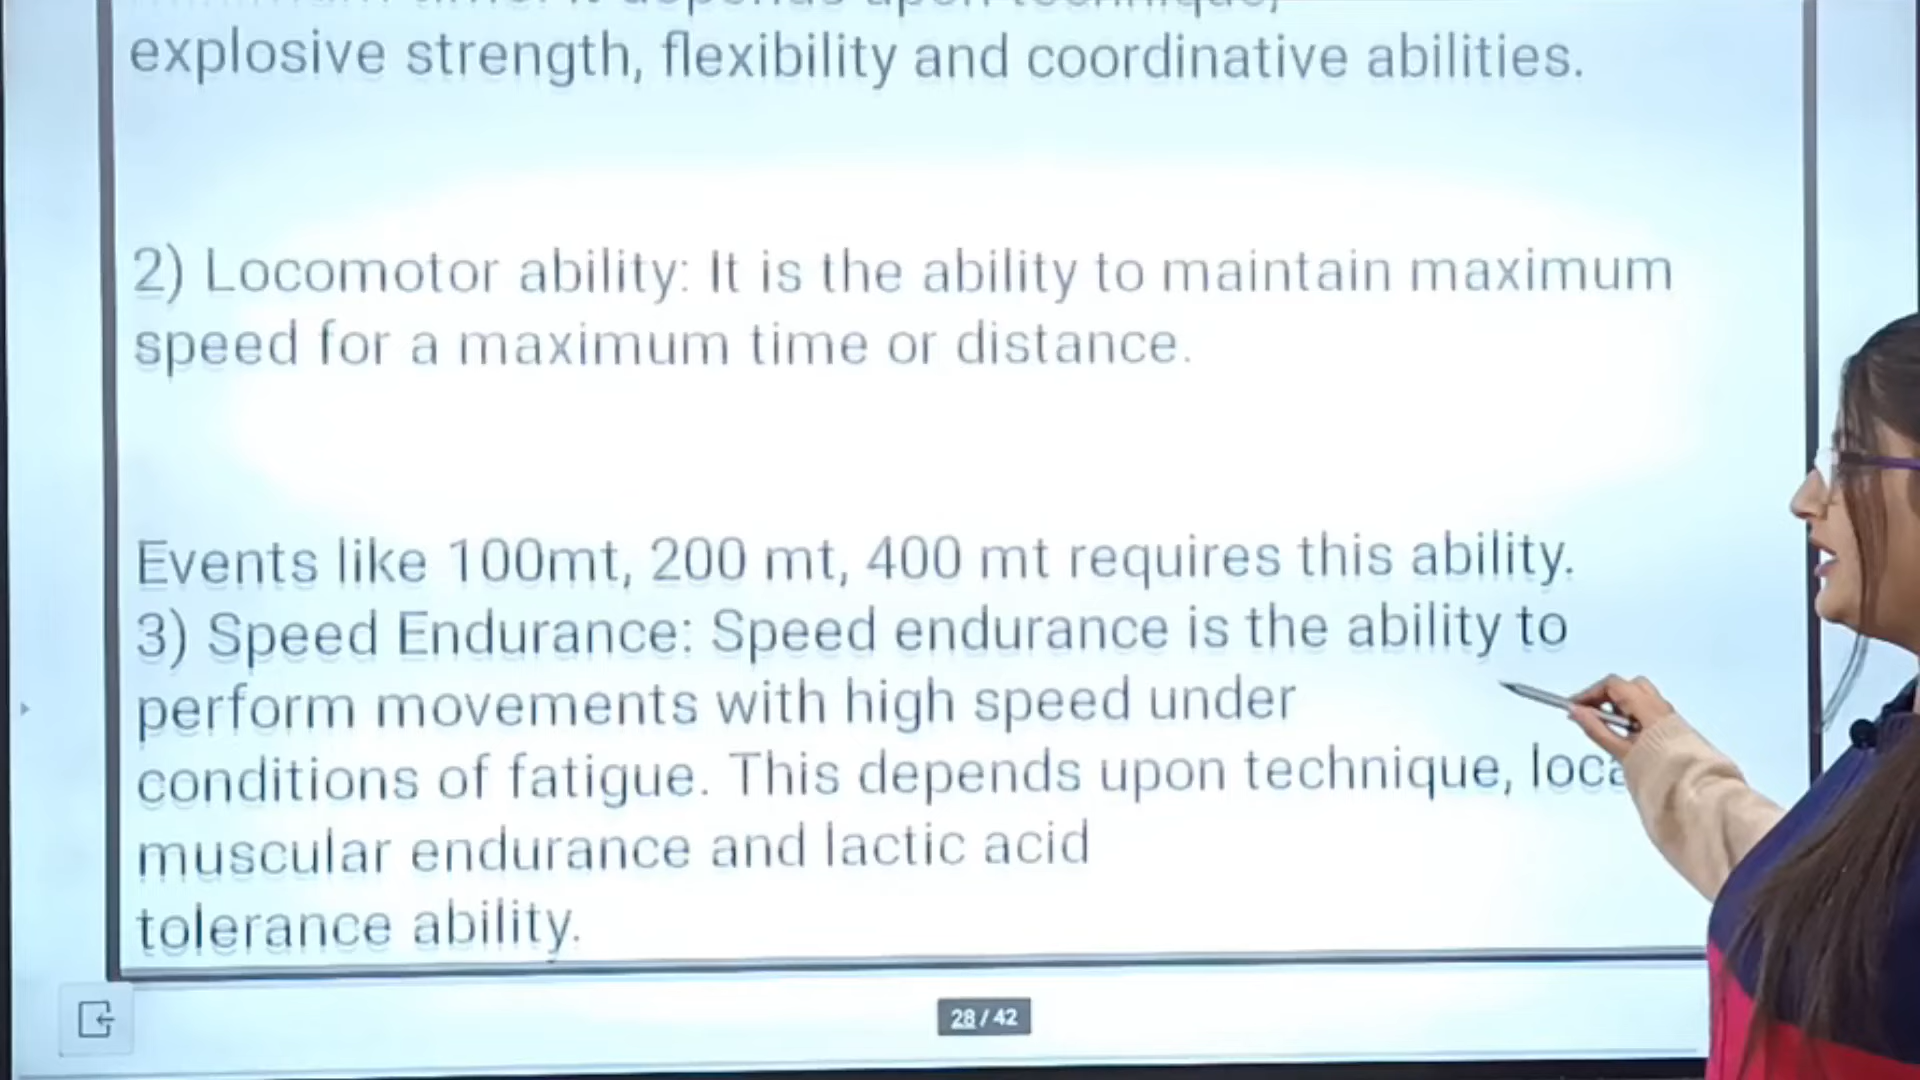 explosive strength, flexibility and coordinative abilities.
2) Locomotor ability: It is the ability to maintain maximum
speed for a maximum time or distance.
Events like 100mt, 200 mt, 400 mt requires this ability.
3) Speed Endurance: Speed endurance is the ability to
perform movements with high speed under
conditions of fatigue. This depends upon technique,
muscular endurance and lactic acid
tolerance ability.
28 / 42